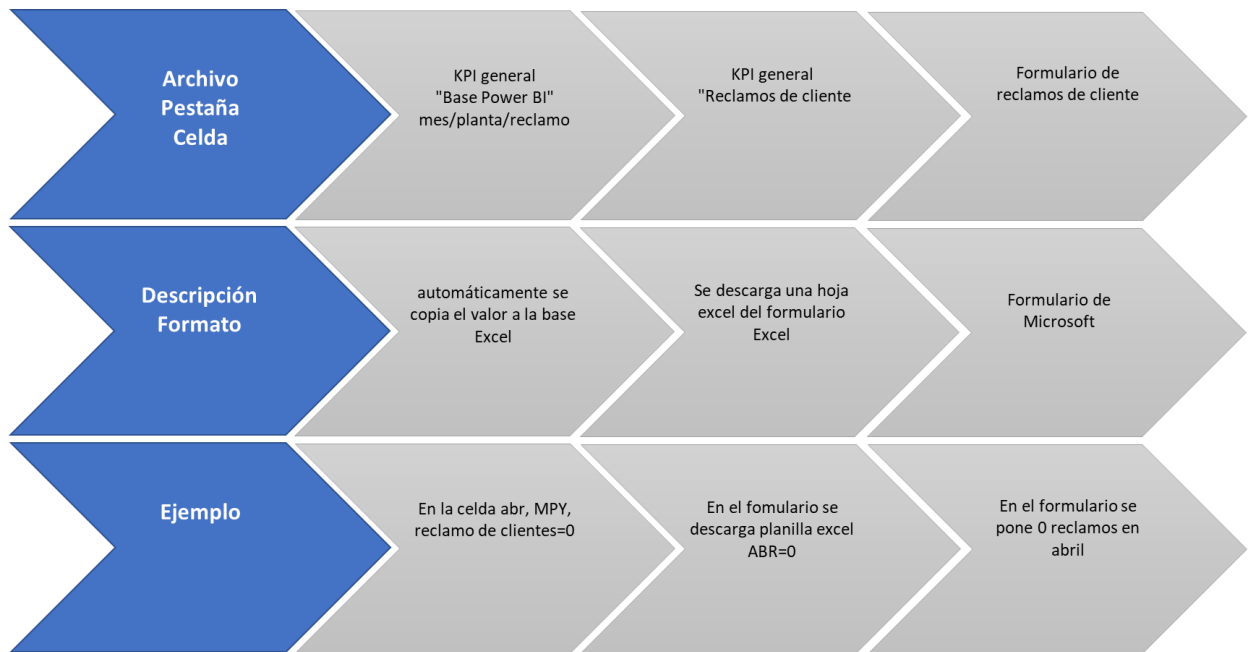 Archivo
Pestaña
Celda
KPI general
"Base Power BI"
mes/planta/reclamo
KPI general
"Reclamos de cliente
Formulario de
reclamos de cliente
Descripción
Formato
automáticamente se
copia el valor a la base
Excel
Se descarga una hoja
excel del formulario
Excel
Formulario de
Microsoft
Ejemplo
En la celda abr, MPY,
reclamo de clientes=0
En el fomulario se
descarga planilla excel
ABR=0
En el formulario se
pone 0 reclamos en
abril